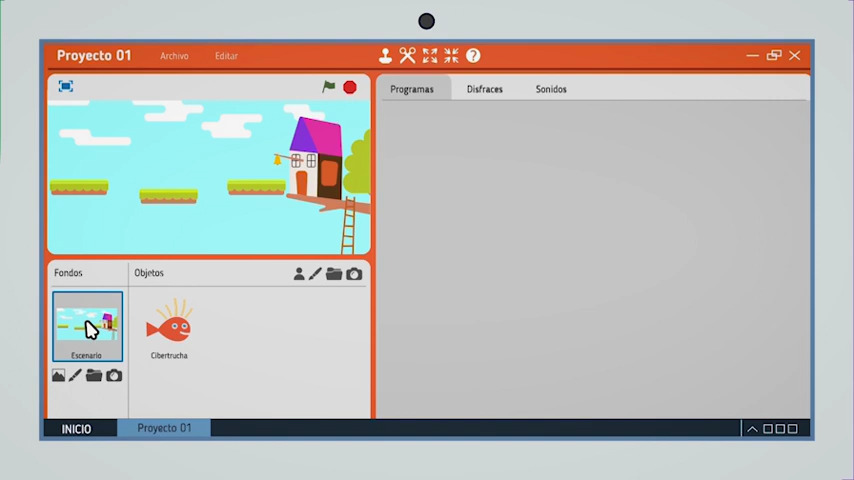 Proyecto 01 Archivo Editar
Programas Disfraces Sonidos
Fondos Objetos
Escenario Cibertrucha
INICIO Proyecto 01